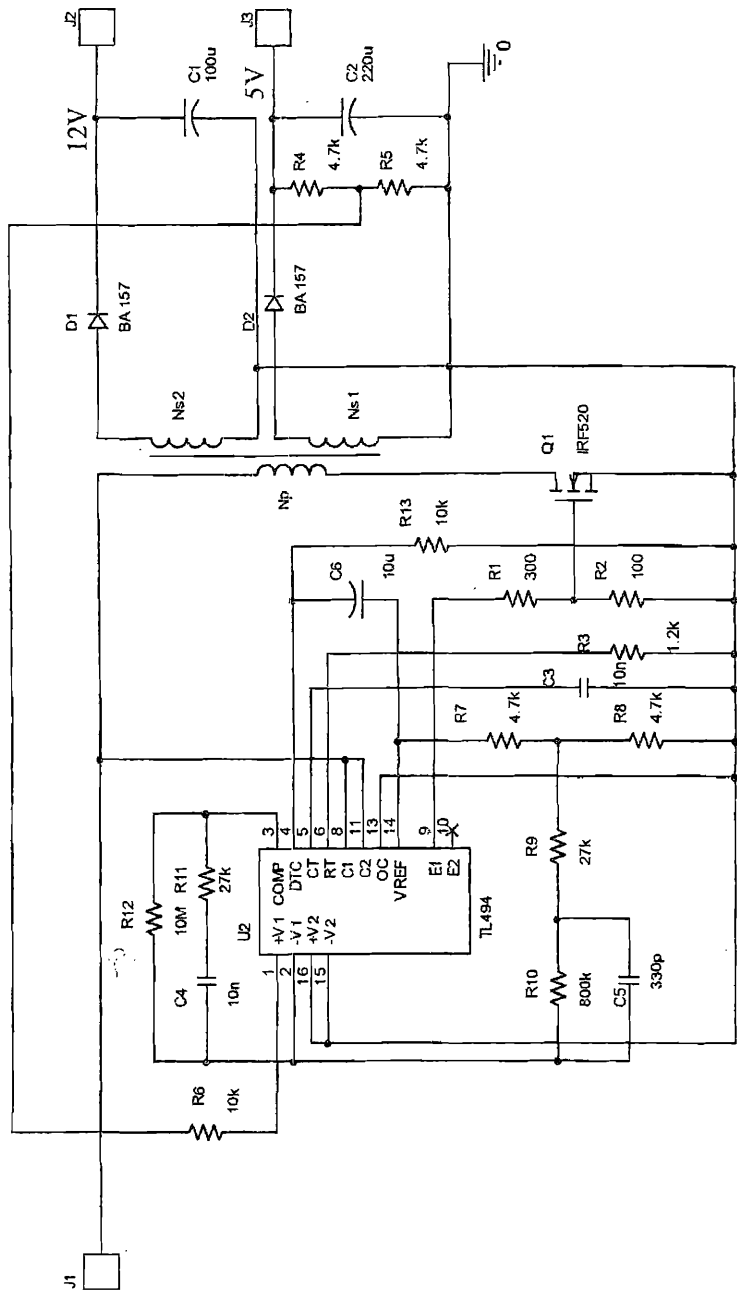 J1
J2
J3
12V
5V
C1
100u
C2
220u
R4
4.7k
R5
4.7k
0
D1
BA 157
D2
BA 157
Ns2
Ns1
Np
Q1
IRF520
R13
10k
C6
10u
R1
300
R2
100
R3
1.2k
C3
10n
R7
4.7k
R8
4.7k
R9
27k
R10
800k
C5
330p
R12
10M
R11
27k
C4
10n
R6
10k
U2
TL494
1
+V1
2
-V1
16
+V2
15
-V2
COMP
3
DTC
4
CT
5
RT
6
C1
8
C2
11
OC
13
VREF
14
E1
9
E2
10